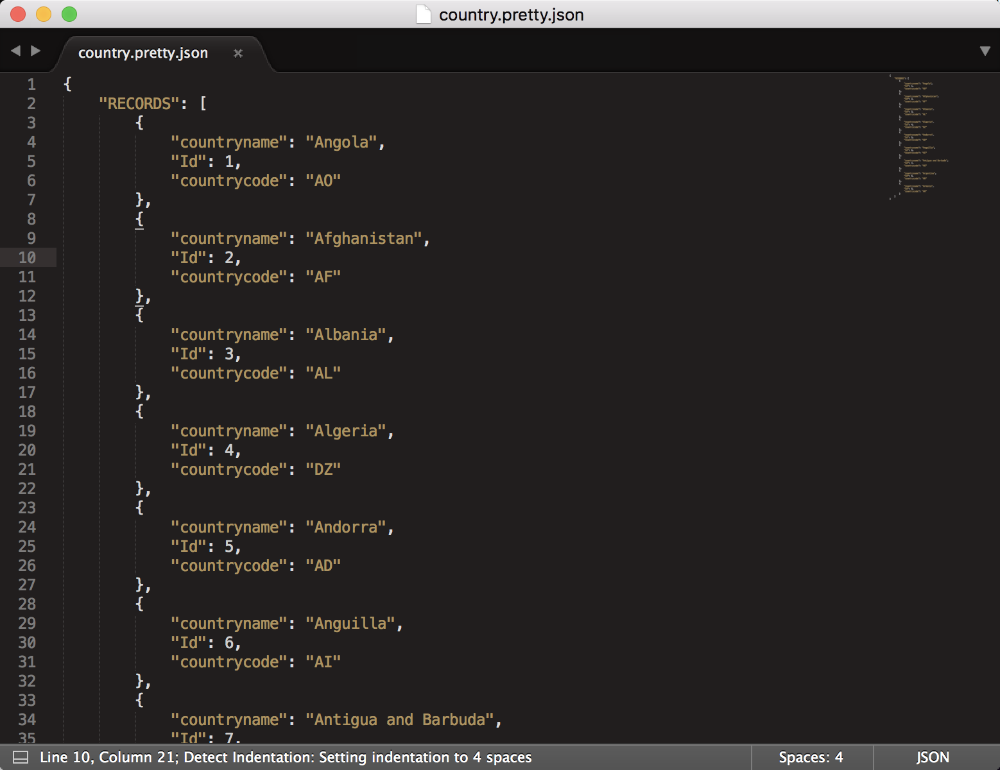 country.pretty.json
country.pretty.json
1 {
2 "RECORDS": [
3 {
4 "countryname": "Angola",
5 "Id": 1,
6 "countrycode": "AO"
7 },
8 {
9 "countryname": "Afghanistan",
10 "Id": 2,
11 "countrycode": "AF"
12 },
13 {
14 "countryname": "Albania",
15 "Id": 3,
16 "countrycode": "AL"
17 },
18 {
19 "countryname": "Algeria",
20 "Id": 4,
21 "countrycode": "DZ"
22 },
23 {
24 "countryname": "Andorra",
25 "Id": 5,
26 "countrycode": "AD"
27 },
28 {
29 "countryname": "Anguilla",
30 "Id": 6,
31 "countrycode": "AI"
32 },
33 {
34 "countryname": "Antigua and Barbuda",
35 "Id": 7,
Line 10, Column 21; Detect Indentation: Setting indentation to 4 spaces Spaces: 4 JSON